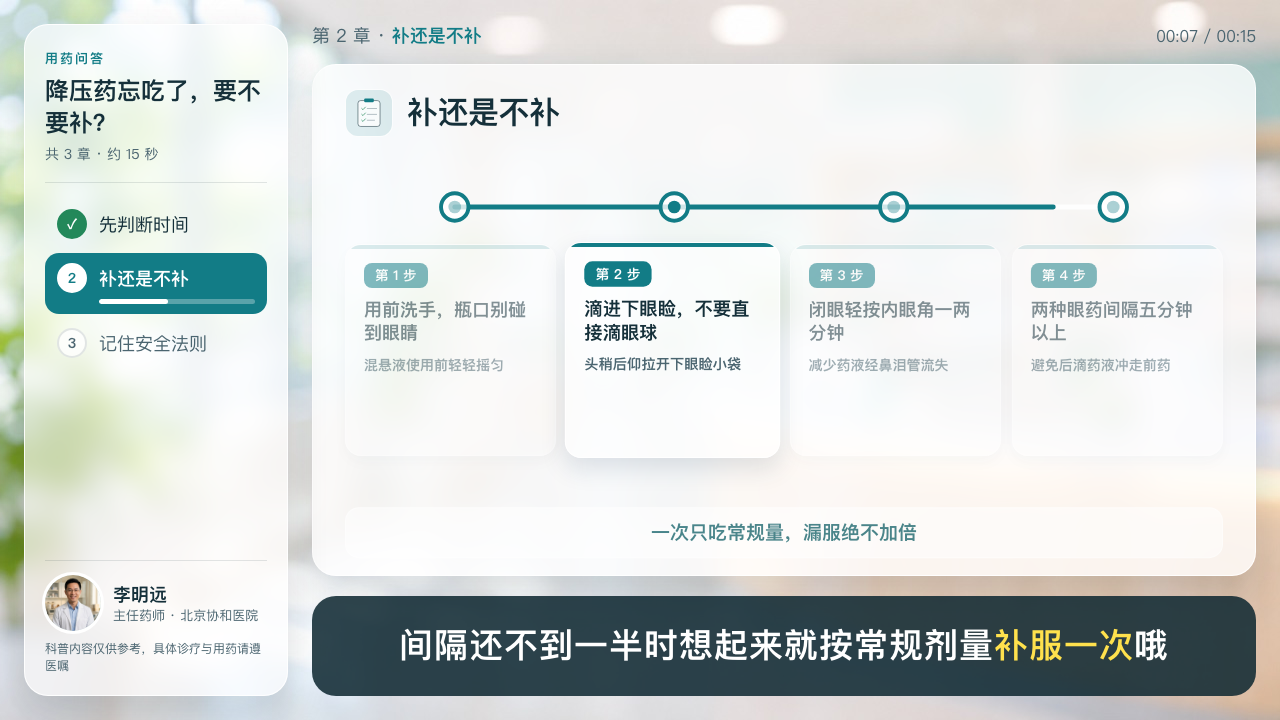 用药问答
降压药忘吃了，要不
要补？
共 3 章 · 约 15 秒
✓ 先判断时间
2 补还是不补
3 记住安全法则
李明远
主任药师 · 北京协和医院
科普内容仅供参考，具体诊疗与用药请遵
医嘱
第 2 章 · 补还是不补
00:07 / 00:15
补还是不补
第 1 步
用前洗手，瓶口别碰
到眼睛
混悬液使用前轻轻摇匀
第 2 步
滴进下眼睑，不要直
接滴眼球
头稍后仰拉开下眼睑小袋
第 3 步
闭眼轻按内眼角一两
分钟
减少药液经鼻泪管流失
第 4 步
两种眼药间隔五分钟
以上
避免后滴药液冲走前药
一次只吃常规量，漏服绝不加倍
间隔还不到一半时想起来就按常规剂量补服一次哦